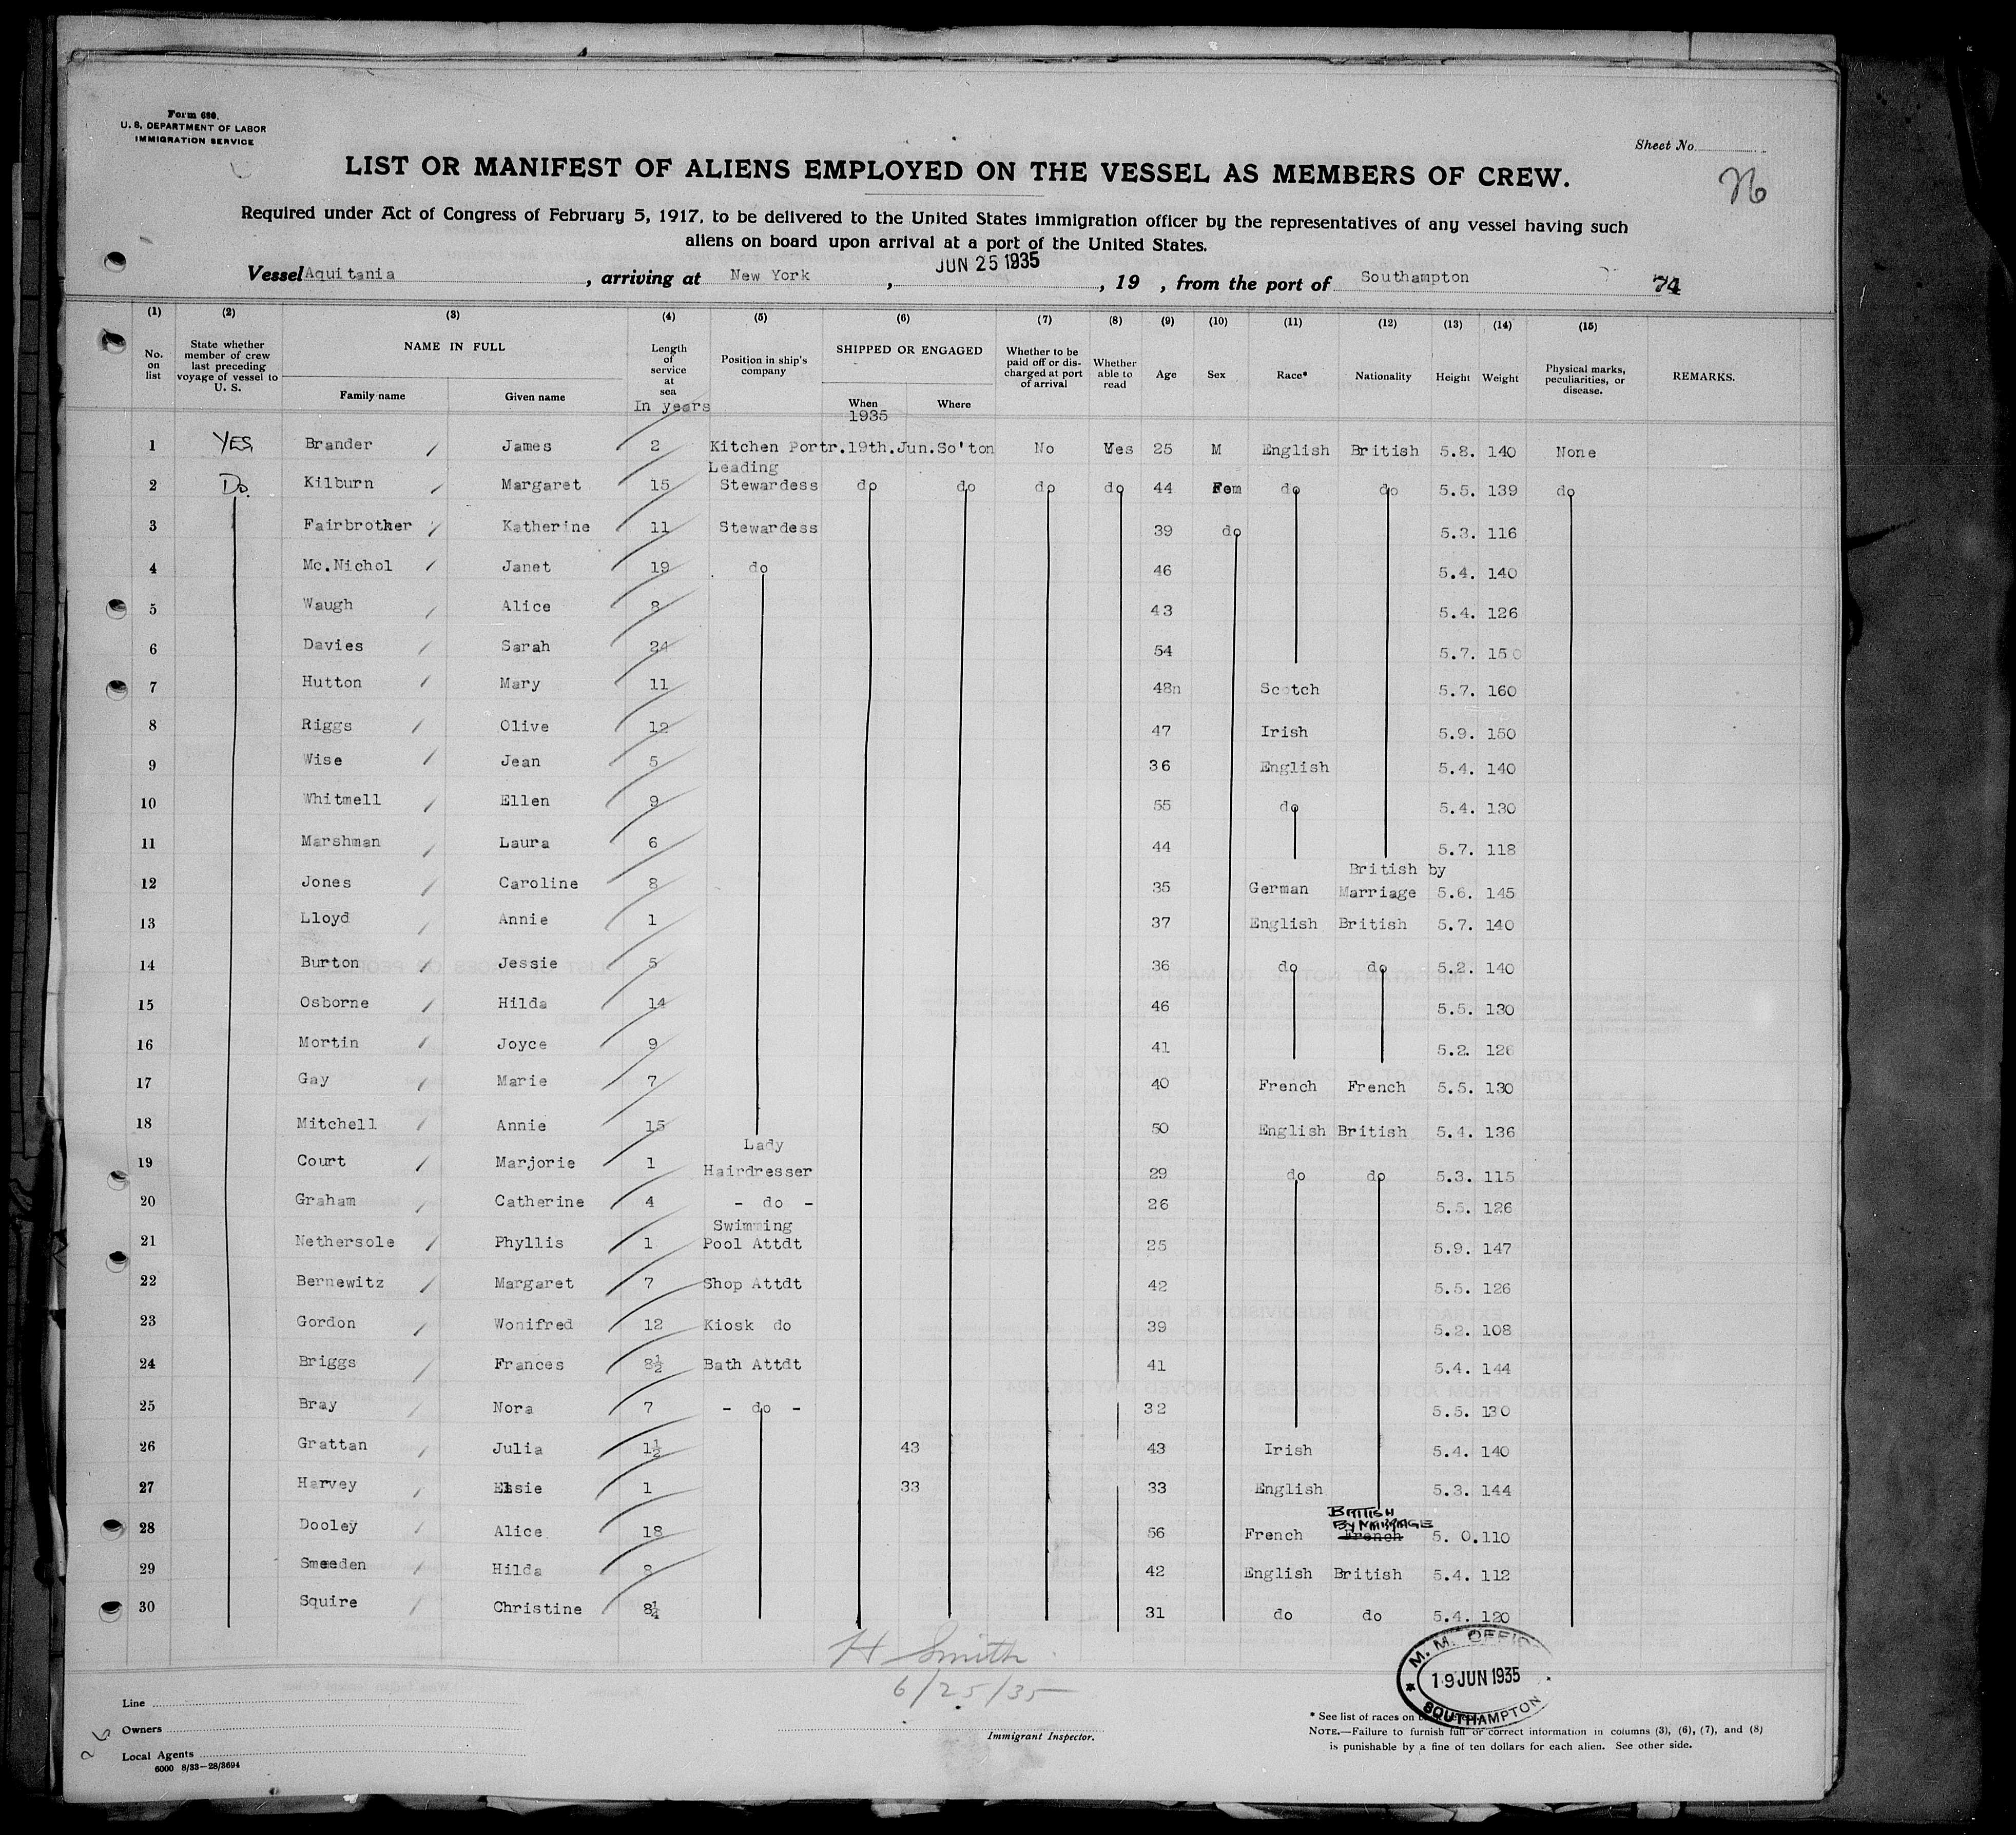 Form 680.
U. S. DEPARTMENT OF LABOR
IMMIGRATION SERVICE
Sheet No.
LIST OR MANIFEST OF ALIENS EMPLOYED ON THE VESSEL AS MEMBERS OF CREW.
76
Required under Act of Congress of February 5, 1917, to be delivered to the United States immigration officer by the representatives of any vessel having such
aliens on board upon arrival at a port of the United States.
Vessel Aquitania, arriving at New York, JUN 25 1935, 19 , from the port of Southampton 74
(1) (2) (3) (4) (5) (6) (7) (8) (9) (10) (11) (12) (13) (14) (15)
No. on list State whether member of crew last preceding voyage of vessel to U. S. NAME IN FULL Family name Given name Length of service at sea In years Position in ship's company SHIPPED OR ENGAGED When 1935 Where Whether to be paid off or discharged at port of arrival Whether able to read Age Sex Race* Nationality Height Weight Physical marks, peculiarities, or disease. REMARKS.
1 YES Brander James 2 Kitchen Portr. 19th.Jun. So'ton No Yes 25 M English British 5.8. 140 None
2 Do. Kilburn Margaret 15 Leading Stewardess do do do do 44 Fem do do 5.5. 139 do
3 Fairbrother Katherine 11 Stewardess 39 do 5.3. 116
4 Mc.Nichol Janet 19 do 46 5.4. 140
5 Waugh Alice 8 43 5.4. 126
6 Davies Sarah 24 54 5.7. 150
7 Hutton Mary 11 48n Scotch 5.7. 160
8 Riggs Olive 12 47 Irish 5.9. 150
9 Wise Jean 5 36 English 5.4. 140
10 Whitmell Ellen 9 55 do 5.4. 130
11 Marshman Laura 6 44 5.7. 118
12 Jones Caroline 8 35 German British by Marriage 5.6. 145
13 Lloyd Annie 1 37 English British 5.7. 140
14 Burton Jessie 5 36 do do 5.2. 140
15 Osborne Hilda 14 46 5.5. 130
16 Mortin Joyce 9 41 5.2. 126
17 Gay Marie 7 40 French French 5.5. 130
18 Mitchell Annie 15 50 English British 5.4. 136
19 Court Marjorie 1 Lady Hairdresser 29 do do 5.3. 115
20 Graham Catherine 4 - do - 26 5.5. 126
21 Nethersole Phyllis 1 Swimming Pool Attdt 25 5.9. 147
22 Bernewitz Margaret 7 Shop Attdt 42 5.5. 126
23 Gordon Wonifred 12 Kiosk do 39 5.2. 108
24 Briggs Frances 8½ Bath Attdt 41 5.4. 144
25 Bray Nora 7 - do - 32 5.5. 130
26 Grattan Julia 1½ 43 43 Irish 5.4. 140
27 Harvey Elsie 1 33 33 English 5.3. 144
28 Dooley Alice 18 56 French BRITISH BY MARRIAGE French 5. 0. 110
29 Smeeden Hilda 8 42 English British 5.4. 112
30 Squire Christine 8¼ 31 do do 5.4. 120
H Smith
6/25/35
M. M. OFFIC
19 JUN 1935
SOUTHAMPTON
Line
Owners
Local Agents
6000 8/33—28/3694
Immigrant Inspector.
* See list of races on
NOTE.—Failure to furnish full or correct information in columns (3), (6), (7), and (8)
is punishable by a fine of ten dollars for each alien. See other side.